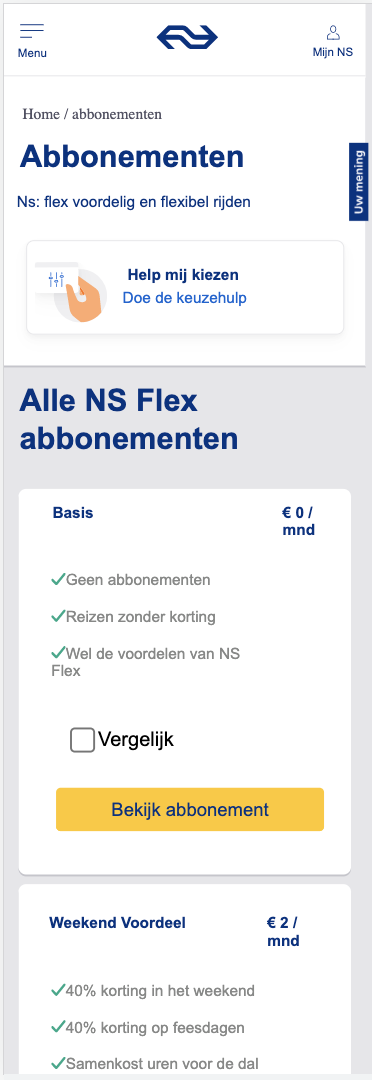 Menu
Mijn NS
Home / abbonementen
Abbonementen
Uw mening
Ns: flex voordelig en flexibel rijden
Help mij kiezen
Doe de keuzehulp
Alle NS Flex
abbonementen
Basis
€ 0 /
mnd
Geen abbonementen
Reizen zonder korting
Wel de voordelen van NS
Flex
Vergelijk
Bekijk abbonement
Weekend Voordeel
€ 2 /
mnd
40% korting in het weekend
40% korting op feesdagen
Samenkost uren voor de dal